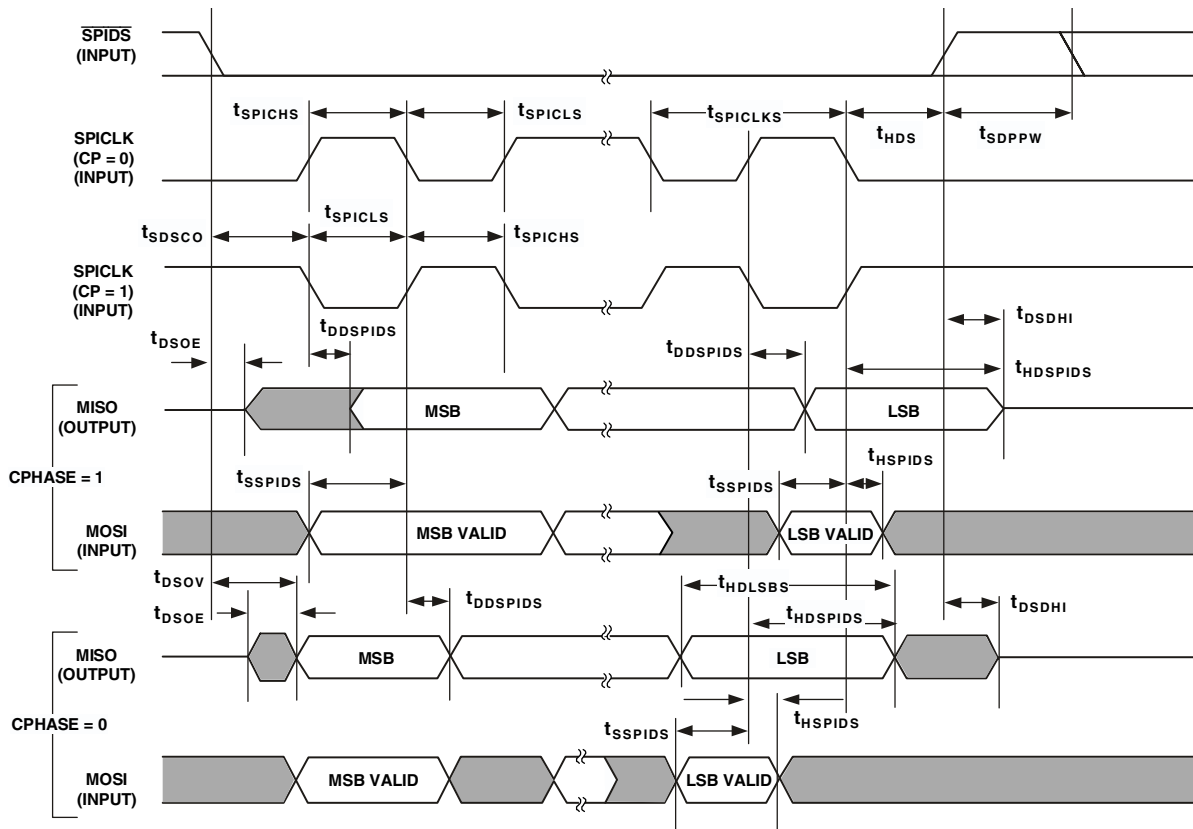 SPIDS
(INPUT)
tSPICHS
tSPICLS
tSPICLKS
tHDS
tSDPPW
SPICLK
(CP = 0)
(INPUT)
tSDSCO
tSPICLS
tSPICHS
SPICLK
(CP = 1)
(INPUT)
tDSOE
tDDSPIDS
tDDSPIDS
tDSDHI
tHDSPIDS
MISO
(OUTPUT)
MSB
LSB
CPHASE = 1
tSSPIDS
tSSPIDS
tHSPIDS
MOSI
(INPUT)
MSB VALID
LSB VALID
tDSOV
tHDLSBS
tDSOE
tDDSPIDS
tHDSPIDS
tDSDHI
MISO
(OUTPUT)
MSB
LSB
CPHASE = 0
tSSPIDS
tHSPIDS
MOSI
(INPUT)
MSB VALID
LSB VALID